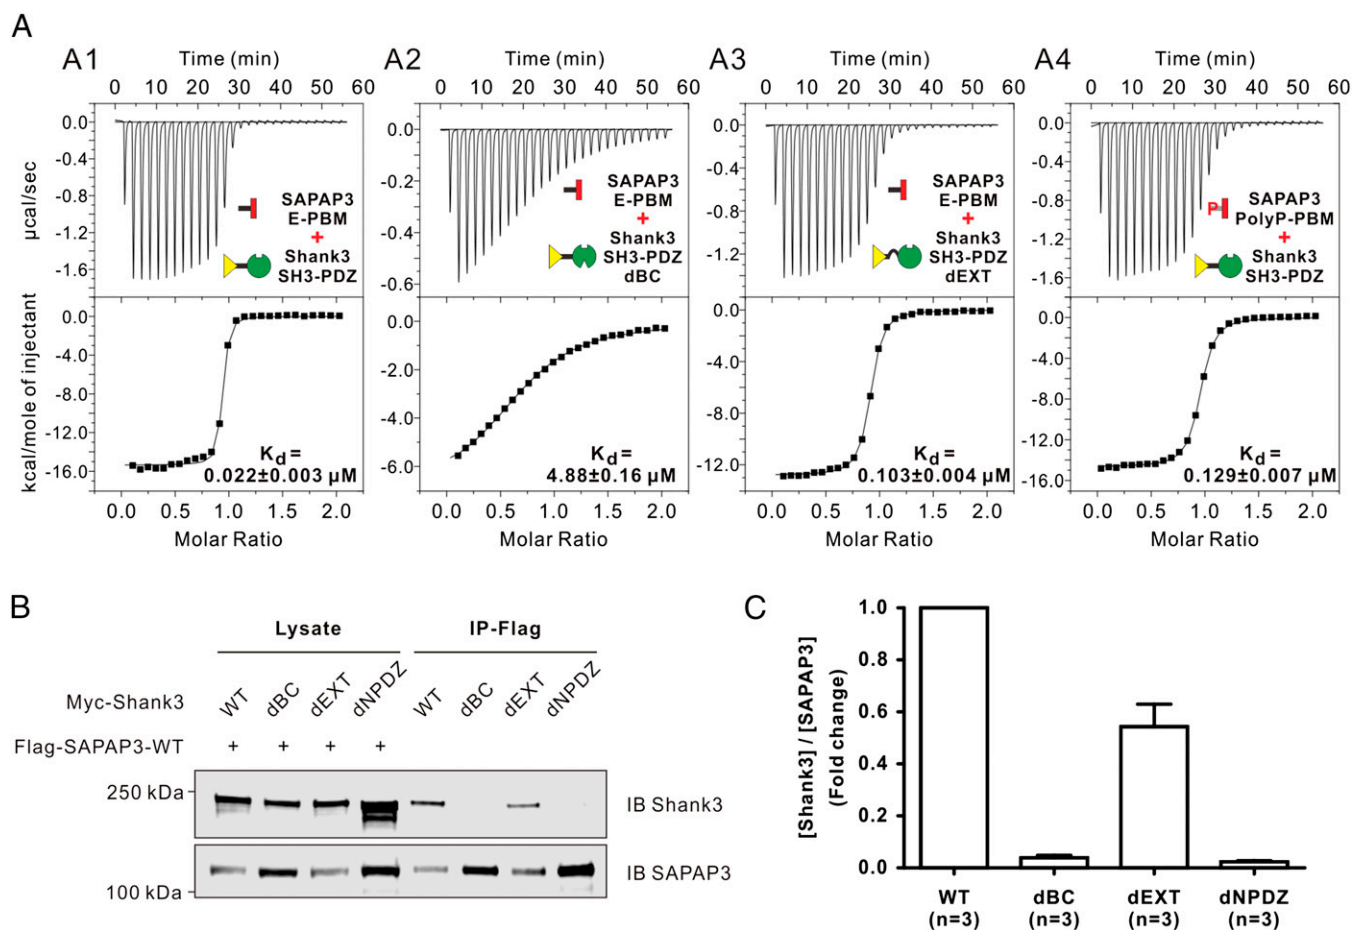 A
A1
Time (min)
0 10 20 30 40 50 60
0.0
-0.4
-0.8
-1.2
-1.6
µcal/sec
SAPAP3
E-PBM
+
Shank3
SH3-PDZ
0.0
-4.0
-8.0
-12.0
-16.0
kcal/mole of injectant
Kd=
0.022±0.003 µM
0.0 0.5 1.0 1.5 2.0
Molar Ratio
A2
Time (min)
0 10 20 30 40 50 60
0.0
-0.2
-0.4
-0.6
SAPAP3
E-PBM
+
Shank3
SH3-PDZ
dBC
0.0
-2.0
-4.0
-6.0
Kd=
4.88±0.16 µM
0.0 0.5 1.0 1.5 2.0
Molar Ratio
A3
Time (min)
0 10 20 30 40 50 60
0.0
-0.4
-0.8
-1.2
-1.6
SAPAP3
E-PBM
+
Shank3
SH3-PDZ
dEXT
0.0
-4.0
-8.0
-12.0
Kd=
0.103±0.004 µM
0.0 0.5 1.0 1.5 2.0
Molar Ratio
A4
Time (min)
0 10 20 30 40 50 60
0.0
-0.4
-0.8
-1.2
-1.6
P
SAPAP3
PolyP-PBM
+
Shank3
SH3-PDZ
0.0
-4.0
-8.0
-12.0
-16.0
Kd=
0.129±0.007 µM
0.0 0.5 1.0 1.5 2.0
Molar Ratio
B
Lysate IP-Flag
Myc-Shank3 WT dBC dEXT dNPDZ WT dBC dEXT dNPDZ
Flag-SAPAP3-WT + + + +
250 kDa
IB Shank3
IB SAPAP3
100 kDa
C
[Shank3] / [SAPAP3]
(Fold change)
1.0
0.8
0.6
0.4
0.2
0.0
WT dBC dEXT dNPDZ
(n=3) (n=3) (n=3) (n=3)